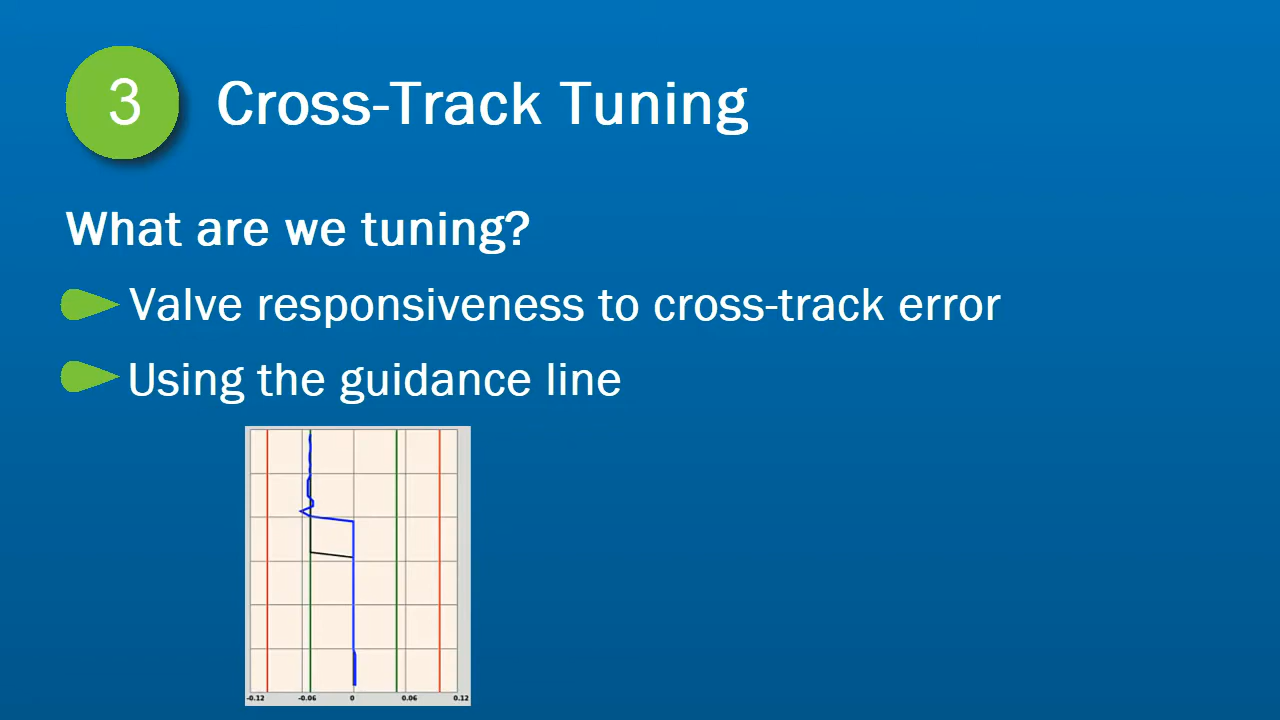 3
Cross-Track Tuning
What are we tuning?
Valve responsiveness to cross-track error
Using the guidance line
-0.12 -0.06 0 0.06 0.12